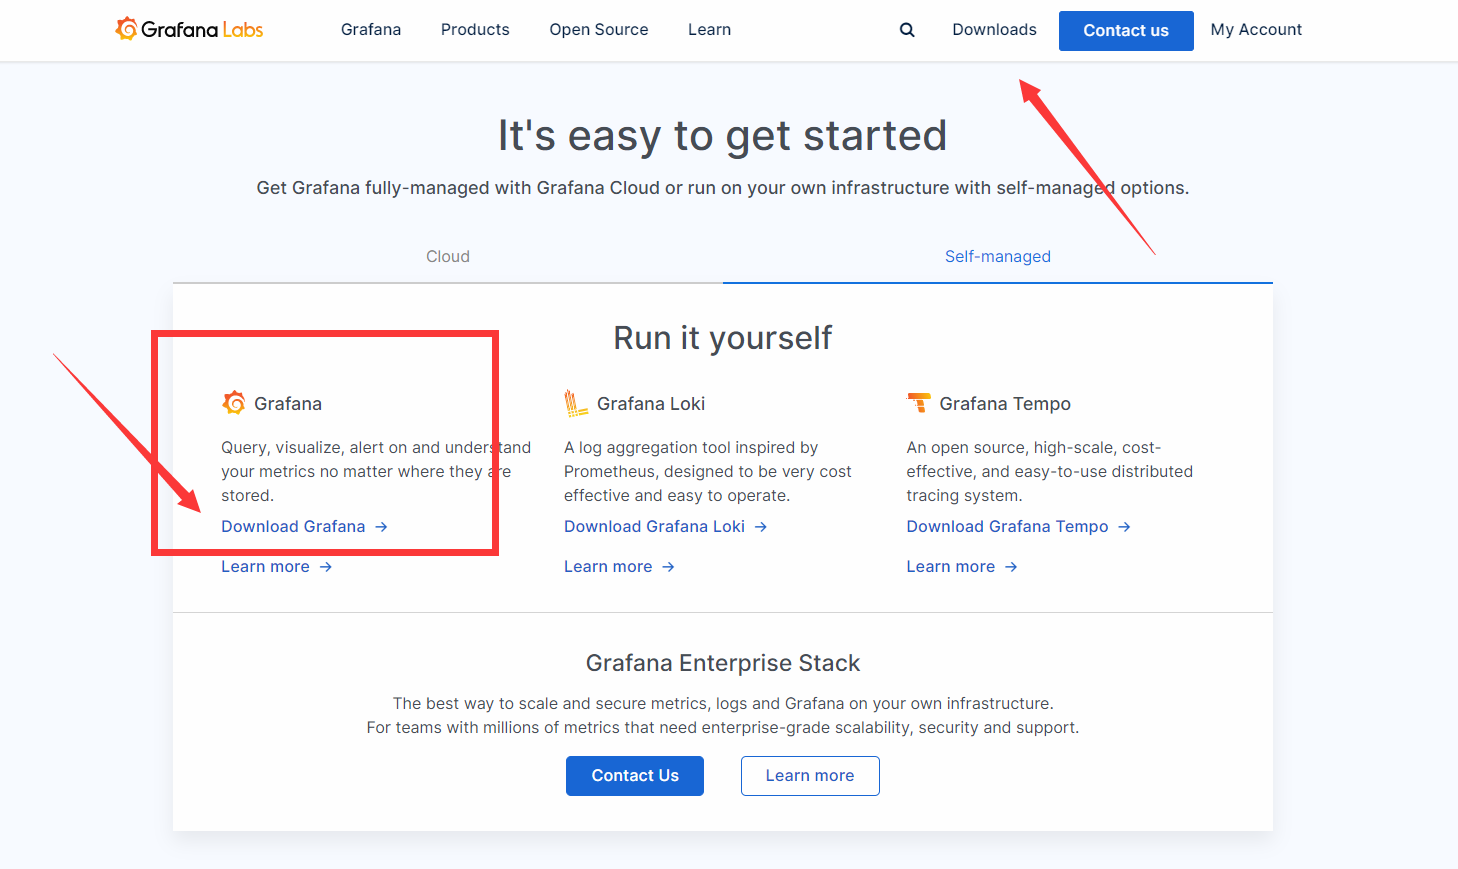 Grafana Labs Grafana Products Open Source Learn Downloads Contact us My Account
It's easy to get started
Get Grafana fully-managed with Grafana Cloud or run on your own infrastructure with self-managed options.
Cloud Self-managed
Run it yourself
Grafana
Query, visualize, alert on and understand
your metrics no matter where they are
stored.
Download Grafana →
Learn more →
Grafana Loki
A log aggregation tool inspired by
Prometheus, designed to be very cost
effective and easy to operate.
Download Grafana Loki →
Learn more →
Grafana Tempo
An open source, high-scale, cost-
effective, and easy-to-use distributed
tracing system.
Download Grafana Tempo →
Learn more →
Grafana Enterprise Stack
The best way to scale and secure metrics, logs and Grafana on your own infrastructure.
For teams with millions of metrics that need enterprise-grade scalability, security and support.
Contact Us Learn more